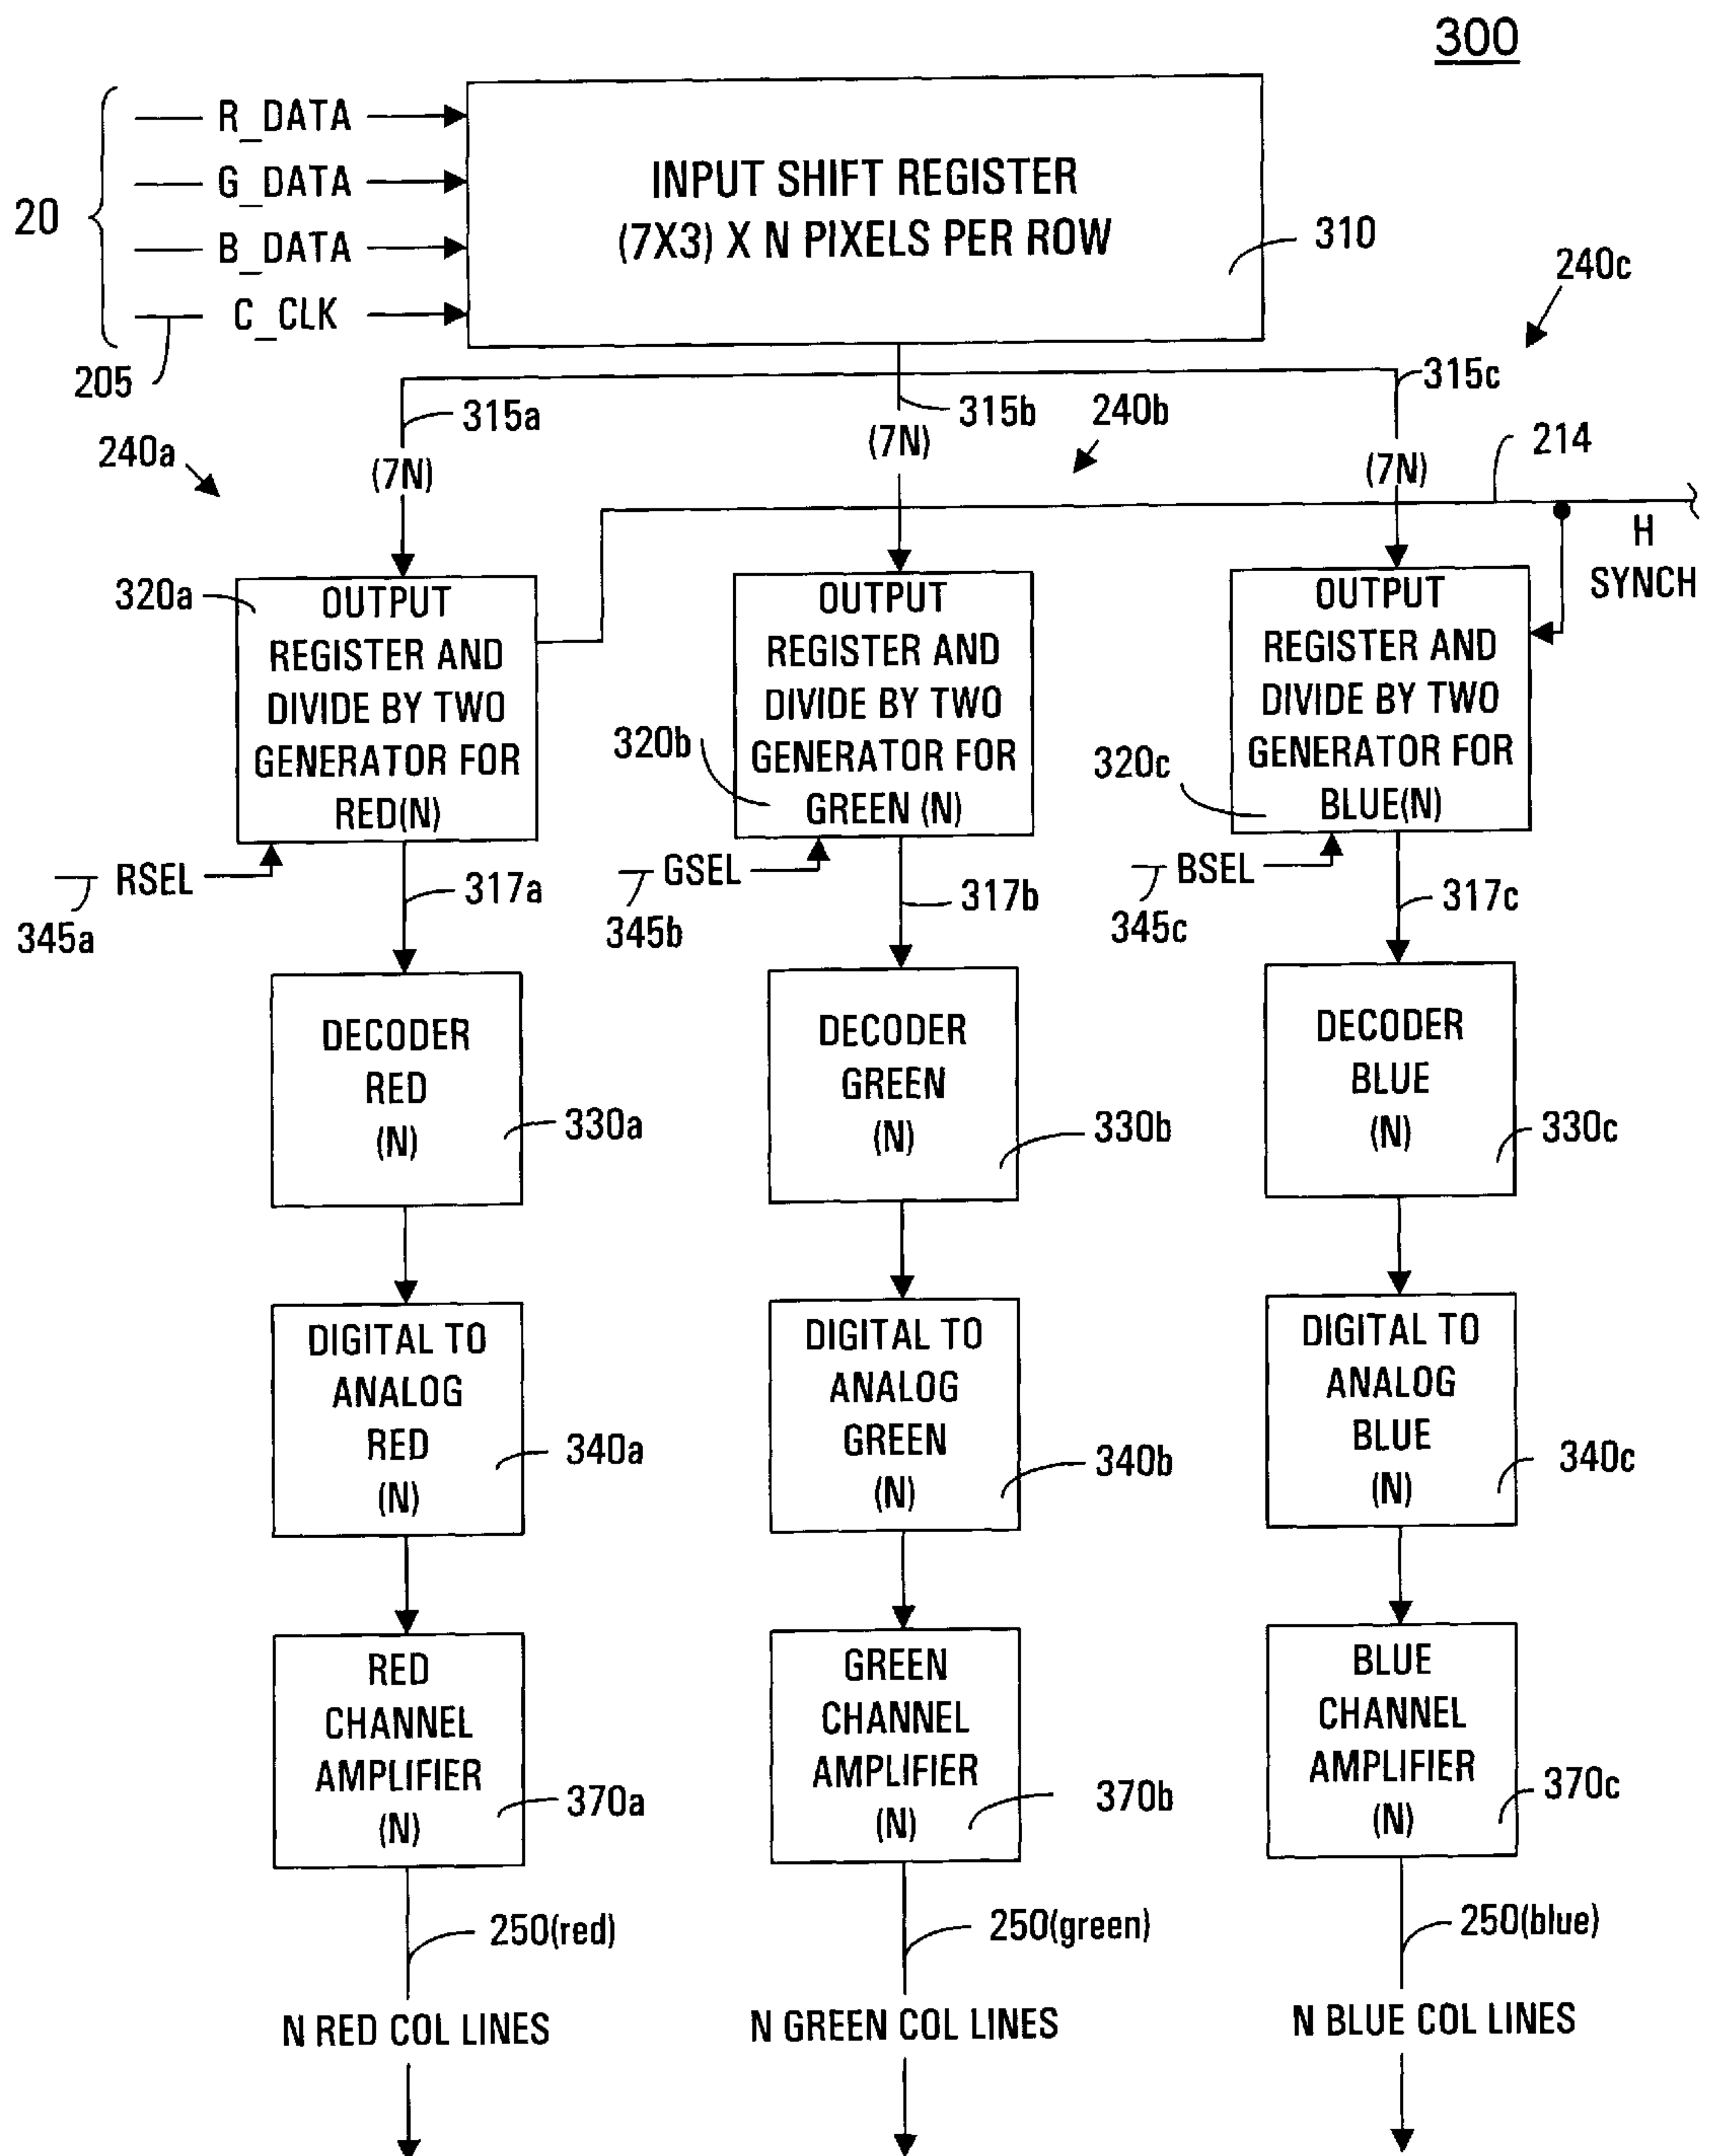 300
R_DATA
G_DATA
B_DATA
C_CLK
20
205
INPUT SHIFT REGISTER
(7X3) X N PIXELS PER ROW
310
240c
315a
315b
315c
240a
240b
214
(7N)
(7N)
(7N)
H
SYNCH
320a
OUTPUT
REGISTER AND
DIVIDE BY TWO
GENERATOR FOR
RED(N)
320b
OUTPUT
REGISTER AND
DIVIDE BY TWO
GENERATOR FOR
GREEN (N)
320c
OUTPUT
REGISTER AND
DIVIDE BY TWO
GENERATOR FOR
BLUE(N)
RSEL
345a
317a
GSEL
345b
317b
BSEL
345c
317c
DECODER
RED
(N)
330a
DECODER
GREEN
(N)
330b
DECODER
BLUE
(N)
330c
DIGITAL TO
ANALOG
RED
(N)
340a
DIGITAL TO
ANALOG
GREEN
(N)
340b
DIGITAL TO
ANALOG
BLUE
(N)
340c
RED
CHANNEL
AMPLIFIER
(N)
370a
GREEN
CHANNEL
AMPLIFIER
(N)
370b
BLUE
CHANNEL
AMPLIFIER
(N)
370c
250(red)
250(green)
250(blue)
N RED COL LINES
N GREEN COL LINES
N BLUE COL LINES